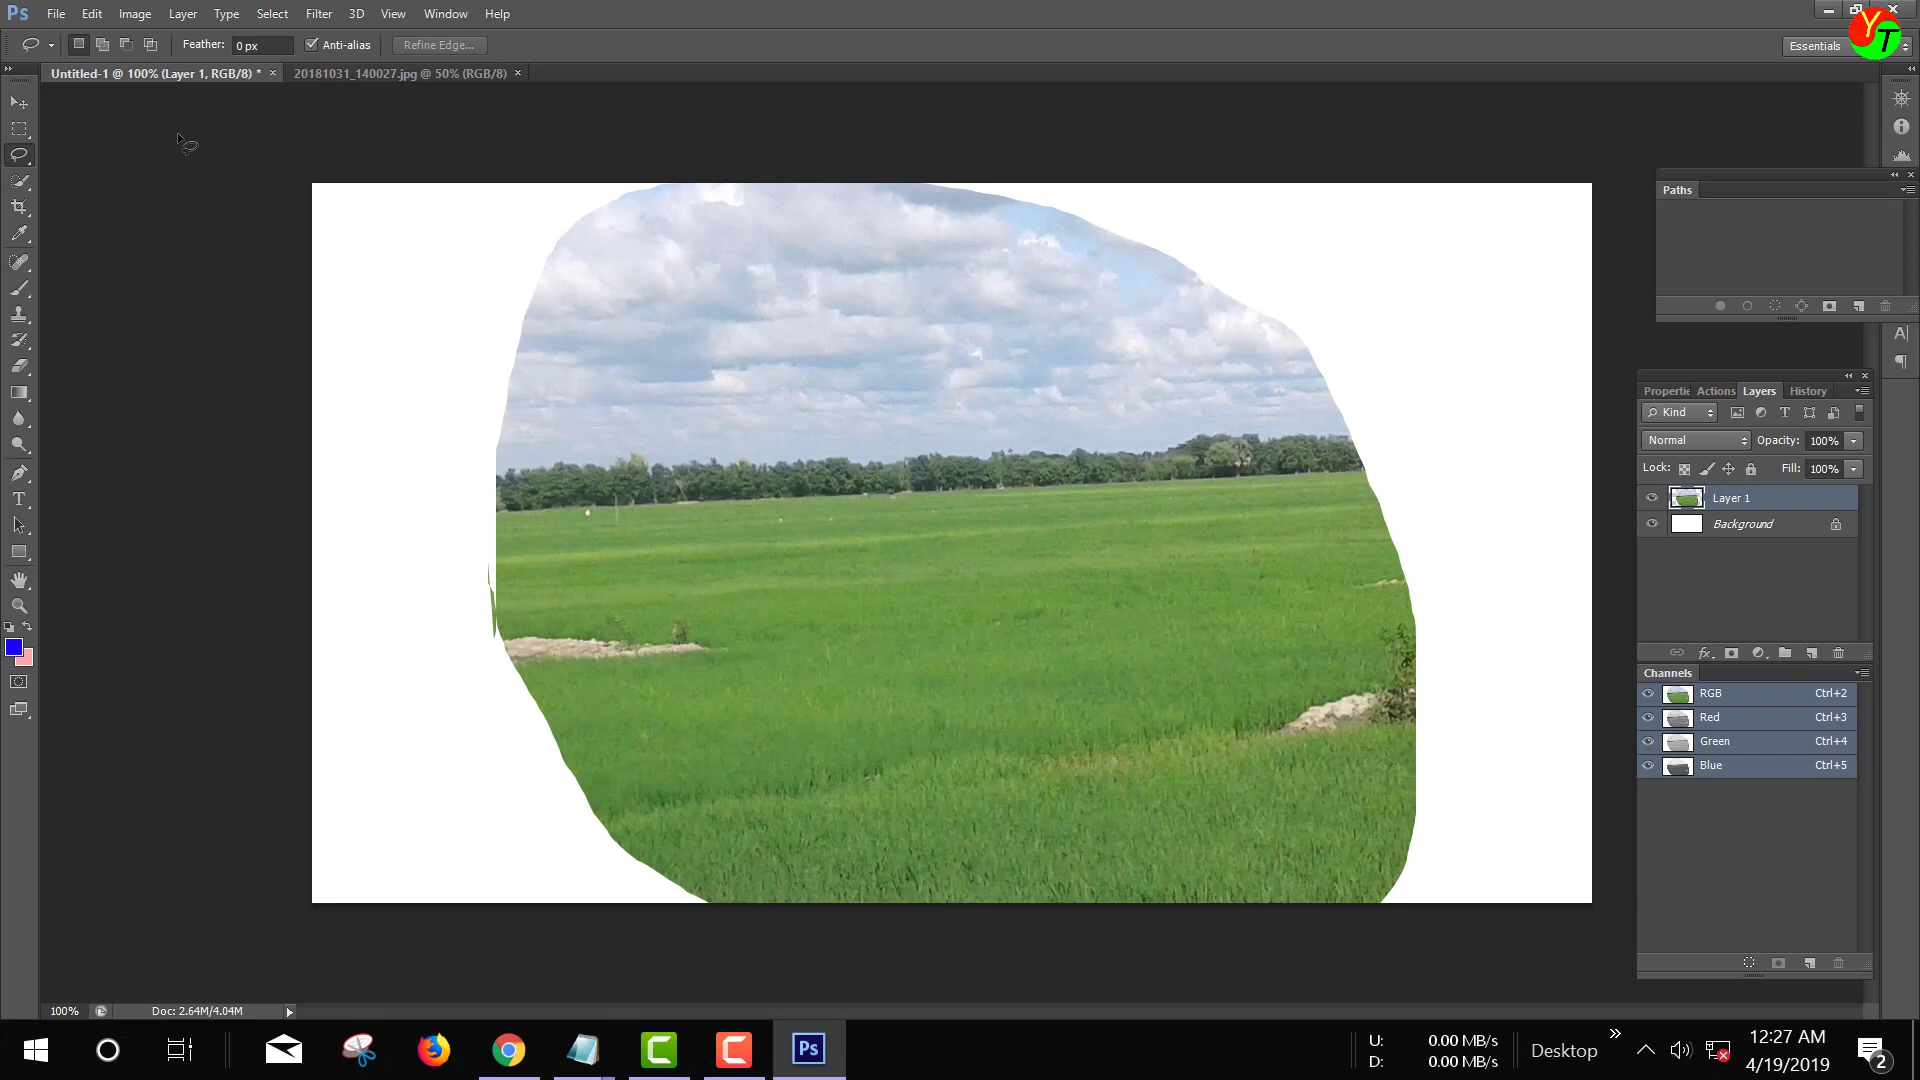 Ps File Edit Image Layer Type Select Filter 3D View Window Help
Y T
Feather: 0 px Anti-alias Refine Edge... Essentials
Untitled-1 @ 100% (Layer 1, RGB/8) * × 20181031_140027.jpg @ 50% (RGB/8) ×
Paths
Properti Actions Layers History
Kind
Normal Opacity: 100%
Lock: Fill: 100%
Layer 1
Background
fx
Channels
RGB Ctrl+2
Red Ctrl+3
Green Ctrl+4
Blue Ctrl+5
100% Doc: 2.64M/4.04M
Ps
U: 0.00 MB/s
D: 0.00 MB/s
Desktop
12:27 AM
4/19/2019
2